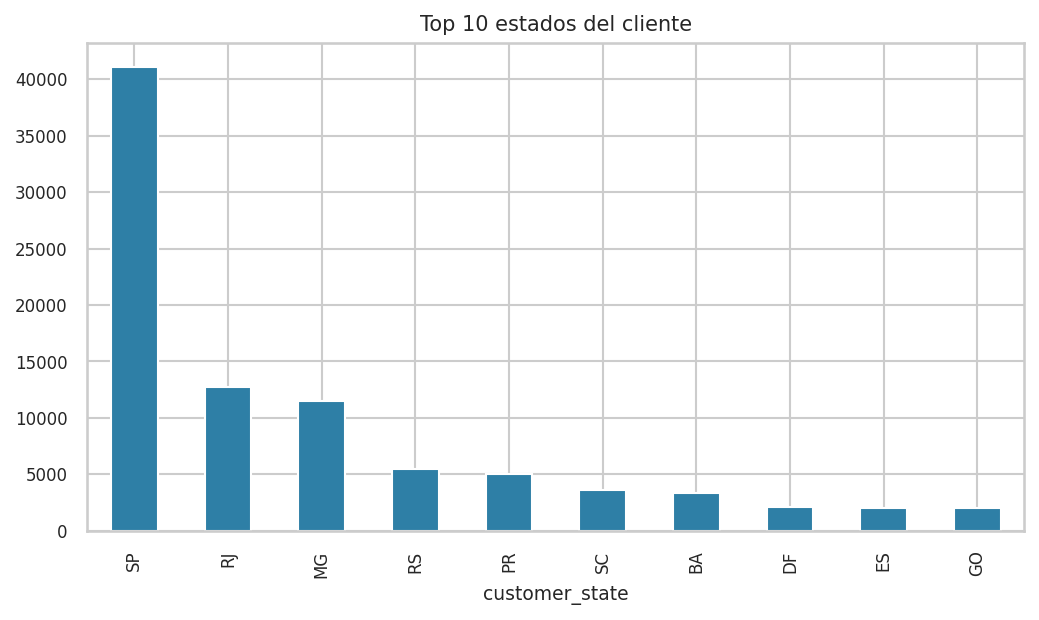 Top 10 estados del cliente
40000
35000
30000
25000
20000
15000
10000
5000
0
SP
RJ
MG
RS
PR
SC
BA
DF
ES
GO
customer_state